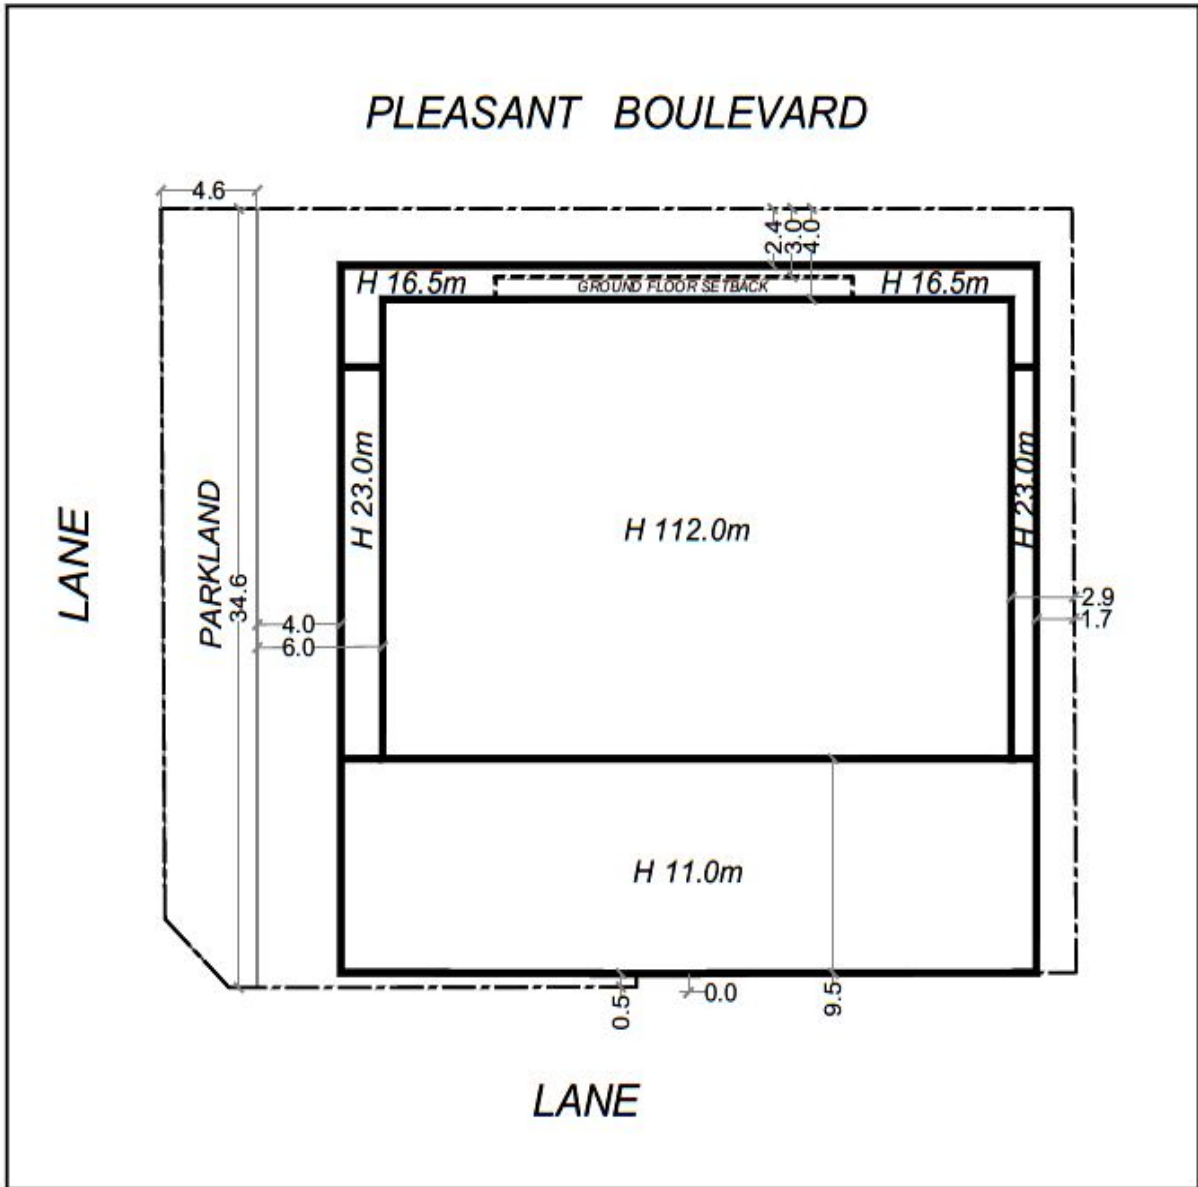 PLEASANT BOULEVARD
4.6
2.4
3.0
4.0
H 16.5m
GROUND FLOOR SETBACK
H 16.5m
H 23.0m
H 23.0m
H 112.0m
LANE
PARKLAND
34.6
4.0
6.0
2.9
1.7
H 11.0m
0.5
0.0
9.5
LANE